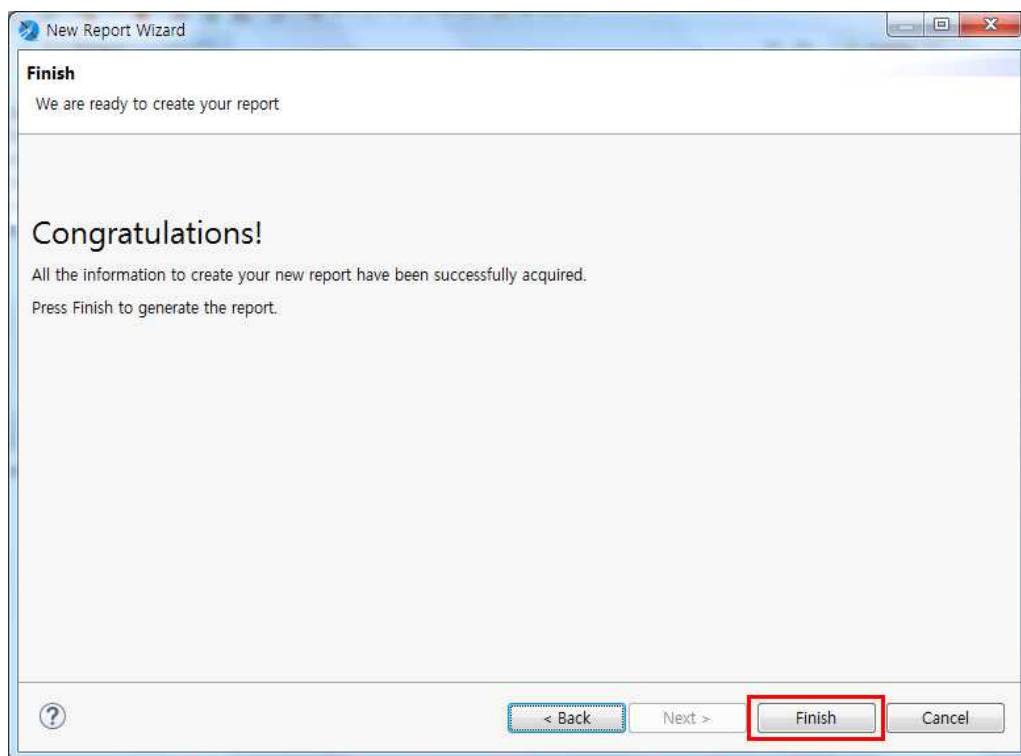 New Report Wizard
Finish
We are ready to create your report
Congratulations!
All the information to create your new report have been successfully acquired.
Press Finish to generate the report.
?
< Back
Next >
Finish
Cancel